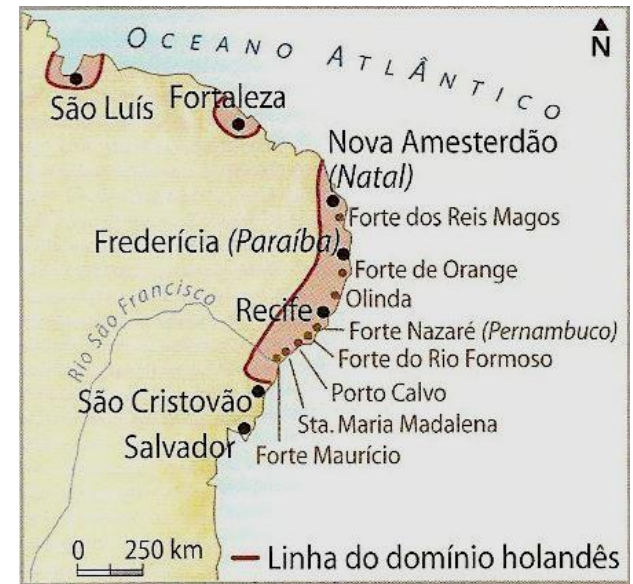 OCEANO ATLÂNTICO
N
São Luís
Fortaleza
Nova Amesterdão
(Natal)
Forte dos Reis Magos
Frederícia (Paraíba)
Forte de Orange
Olinda
Rio São Francisco
Recife
Forte Nazaré (Pernambuco)
Forte do Rio Formoso
Porto Calvo
São Cristovão
Sta. Maria Madalena
Salvador
Forte Maurício
0 250 km
Linha do domínio holandês